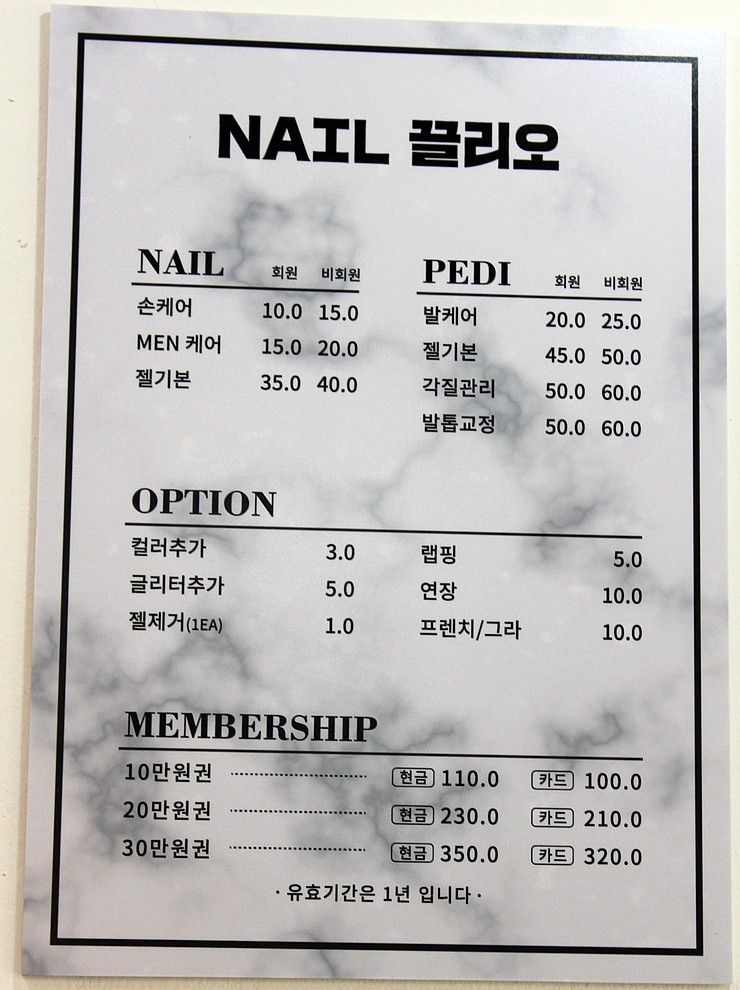 NAIL 끌리오
NAIL 회원 비회원
손케어 10.0 15.0
MEN 케어 15.0 20.0
젤기본 35.0 40.0
PEDI 회원 비회원
발케어 20.0 25.0
젤기본 45.0 50.0
각질관리 50.0 60.0
발톱교정 50.0 60.0
OPTION
컬러추가 3.0
글리터추가 5.0
젤제거(1EA) 1.0
랩핑 5.0
연장 10.0
프렌치/그라 10.0
MEMBERSHIP
10만원권 현금 110.0 카드 100.0
20만원권 현금 230.0 카드 210.0
30만원권 현금 350.0 카드 320.0
· 유효기간은 1년 입니다 ·